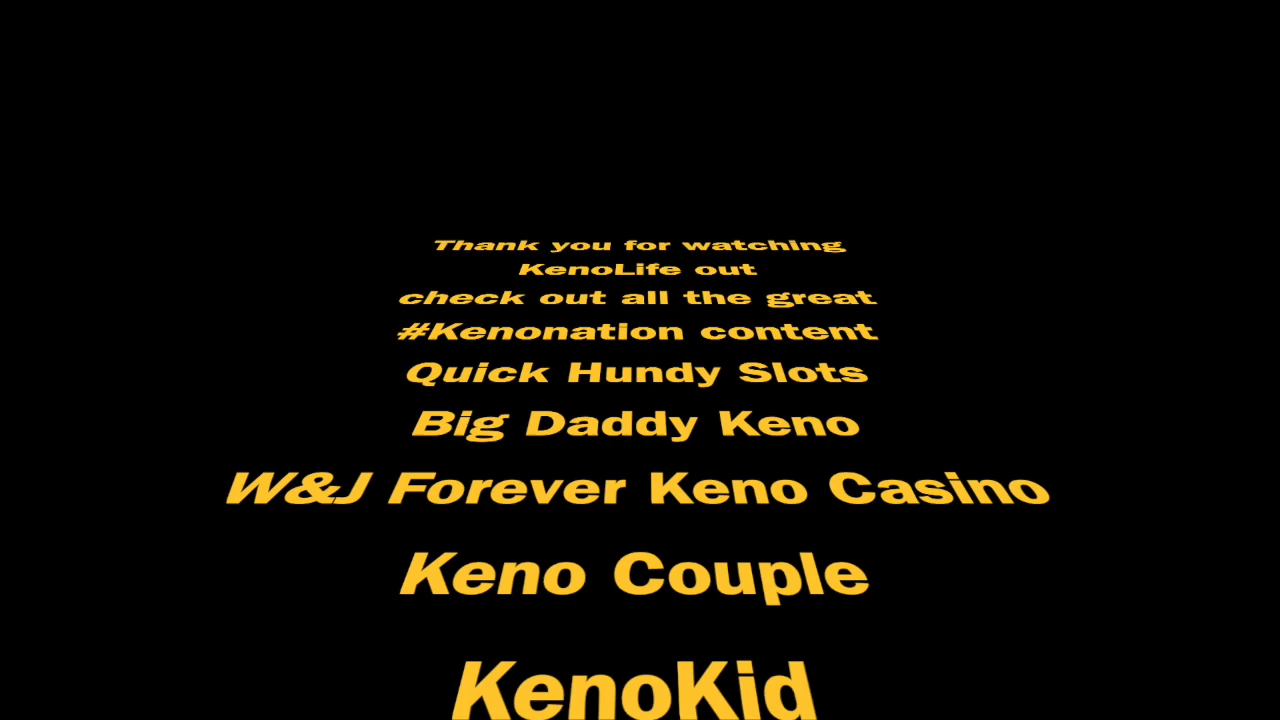 Thank you for watching
KenoLife out
check out all the great
#Kenonation content
Quick Hundy Slots
Big Daddy Keno
W&J Forever Keno Casino
Keno Couple
KenoKid